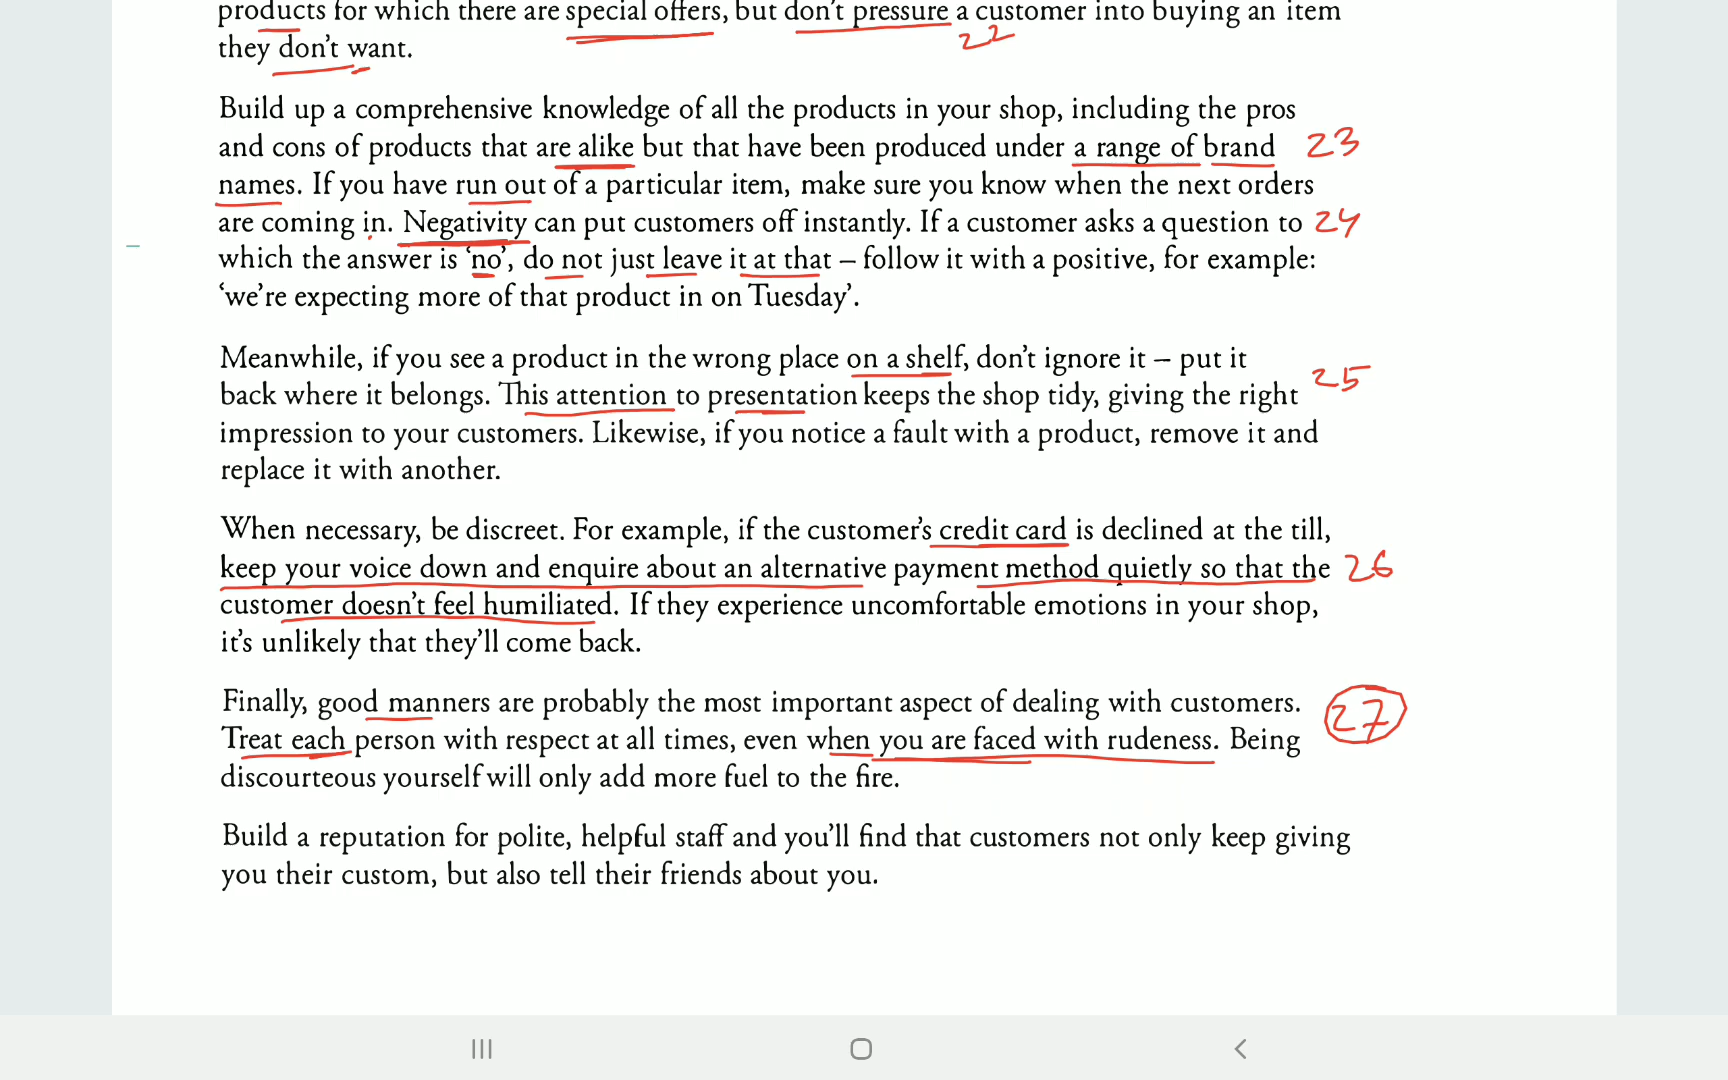 products for which there are special offers, but don't pressure a customer into buying an item
22
they don't want.
Build up a comprehensive knowledge of all the products in your shop, including the pros
and cons of products that are alike but that have been produced under a range of brand 23
names. If you have run out of a particular item, make sure you know when the next orders
are coming in. Negativity can put customers off instantly. If a customer asks a question to 24
which the answer is ‘no’, do not just leave it at that – follow it with a positive, for example:
‘we're expecting more of that product in on Tuesday’.
Meanwhile, if you see a product in the wrong place on a shelf, don't ignore it – put it
25
back where it belongs. This attention to presentation keeps the shop tidy, giving the right
impression to your customers. Likewise, if you notice a fault with a product, remove it and
replace it with another.
When necessary, be discreet. For example, if the customer's credit card is declined at the till,
keep your voice down and enquire about an alternative payment method quietly so that the 26
customer doesn't feel humiliated. If they experience uncomfortable emotions in your shop,
it's unlikely that they'll come back.
Finally, good manners are probably the most important aspect of dealing with customers.
27
Treat each person with respect at all times, even when you are faced with rudeness. Being
discourteous yourself will only add more fuel to the fire.
Build a reputation for polite, helpful staff and you'll find that customers not only keep giving
you their custom, but also tell their friends about you.